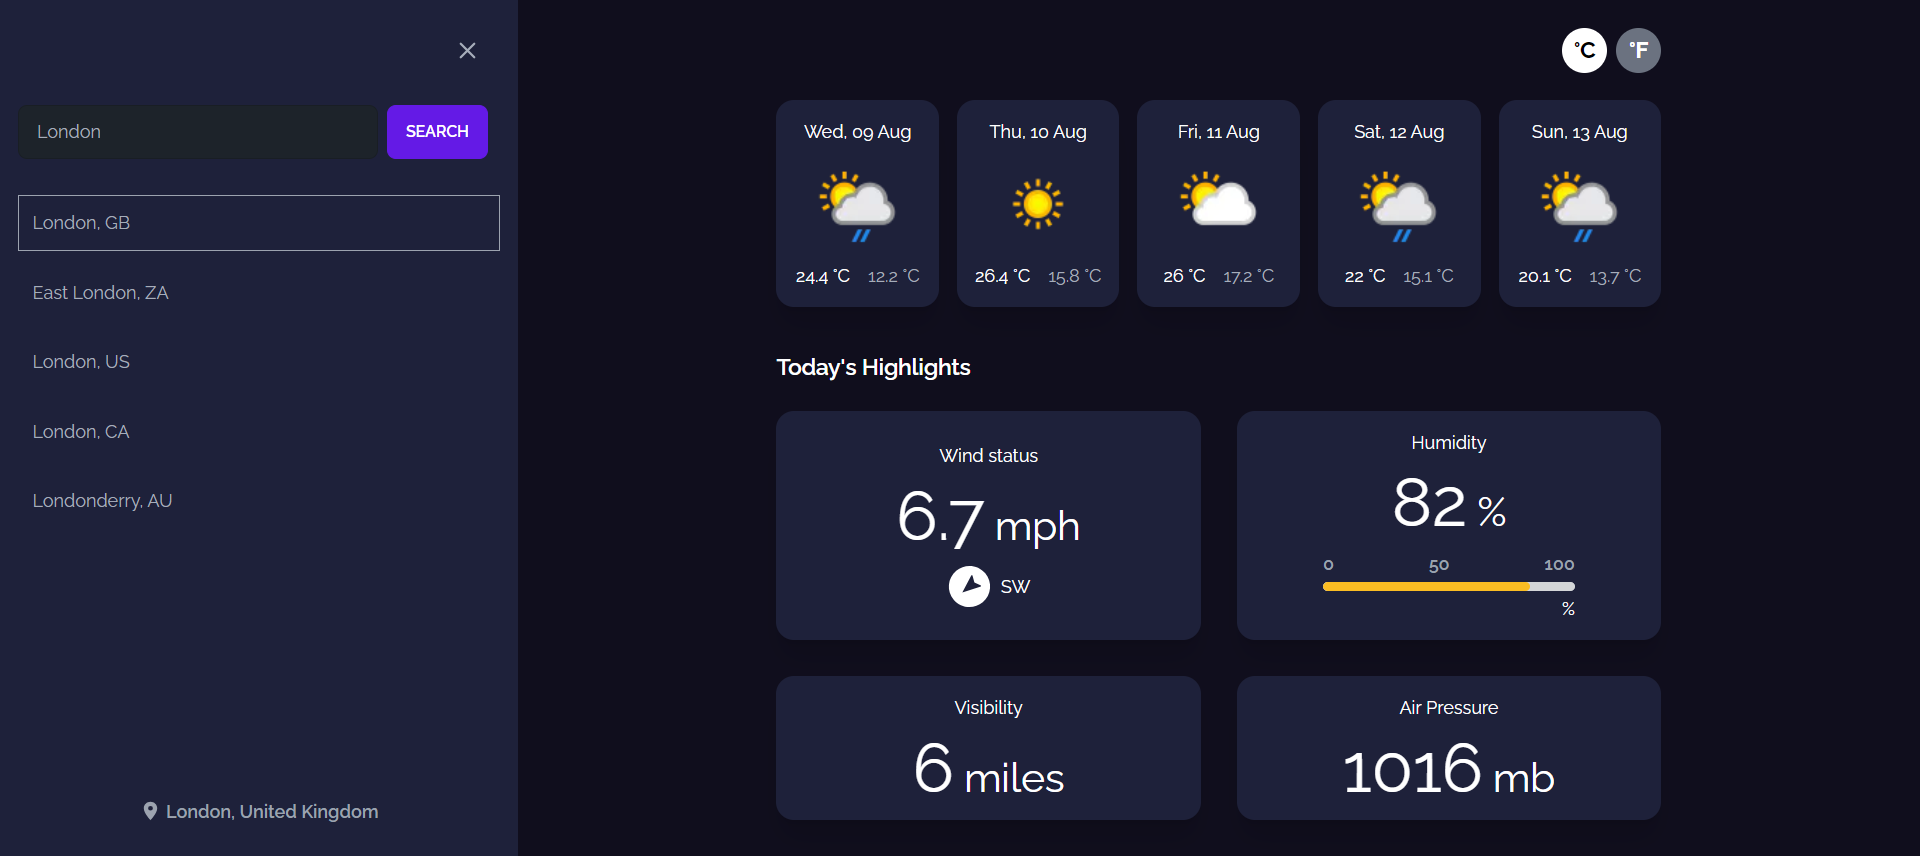 London
SEARCH
London, GB
East London, ZA
London, US
London, CA
Londonderry, AU
London, United Kingdom
°C °F
Wed, 09 Aug
24.4 °C 12.2 °C
Thu, 10 Aug
26.4 °C 15.8 °C
Fri, 11 Aug
26 °C 17.2 °C
Sat, 12 Aug
22 °C 15.1 °C
Sun, 13 Aug
20.1 °C 13.7 °C
Today's Highlights
Wind status
6.7 mph
SW
Humidity
82 %
0 50 100
%
Visibility
6 miles
Air Pressure
1016 mb